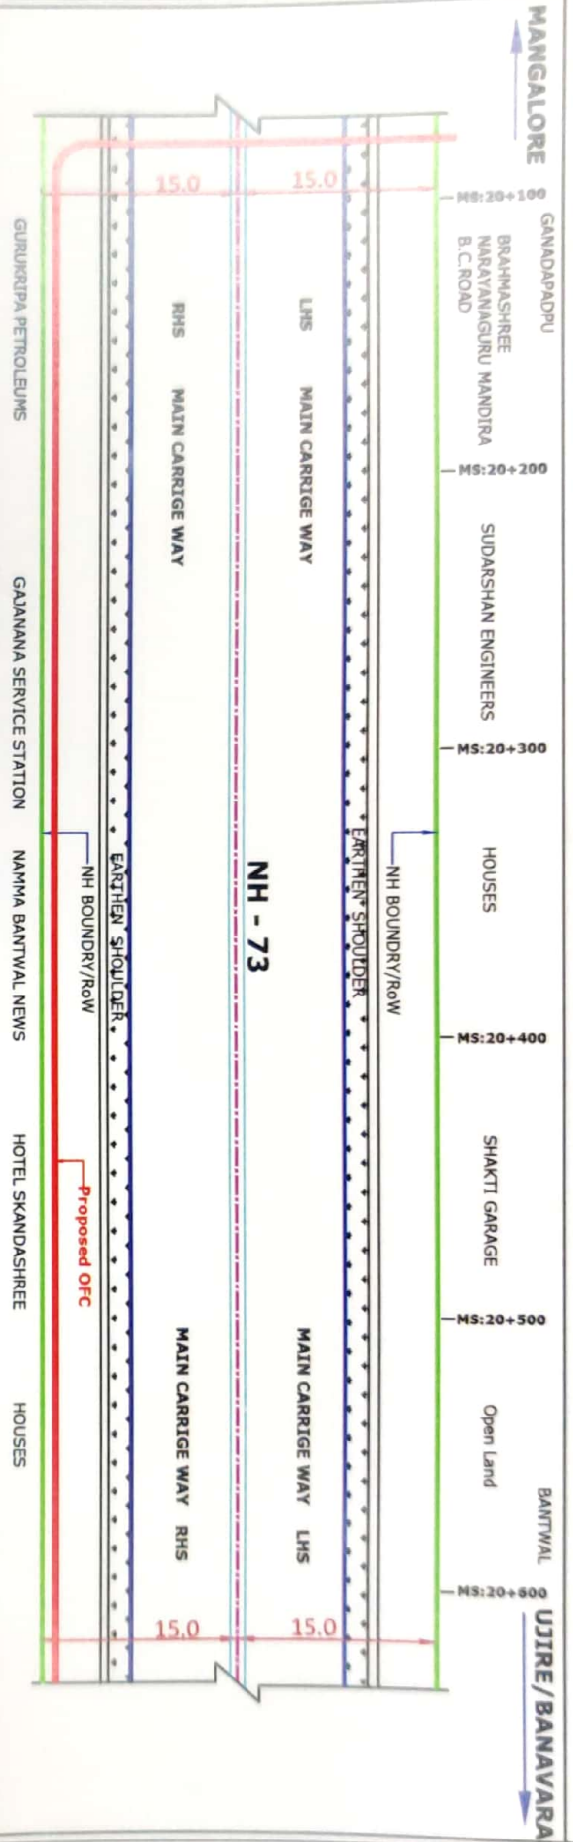 MANGALORE
UJIRE/BANAVARA
GANADAPADPU
BANTWAL
BRAHMASHREE
NARAYANAGURU MANDIRA
B.C.ROAD
SUDARSHAN ENGINEERS
HOUSES
SHAKTI GARAGE
Open Land
MS:20+100
MS:20+200
MS:20+300
MS:20+400
MS:20+500
MS:20+600
NH BOUNDRY/RoW
EARTHEN SHOULDER
15.0
15.0
LHS MAIN CARRIGE WAY
MAIN CARRIGE WAY LHS
NH - 73
15.0
15.0
RHS MAIN CARRIGE WAY
MAIN CARRIGE WAY RHS
EARTHEN SHOULDER
NH BOUNDRY/RoW
Proposed OFC
GURUKRIPA PETROLEUMS
GAJANANA SERVICE STATION
NAMMA BANTWAL NEWS
HOTEL SKANDASHREE
HOUSES